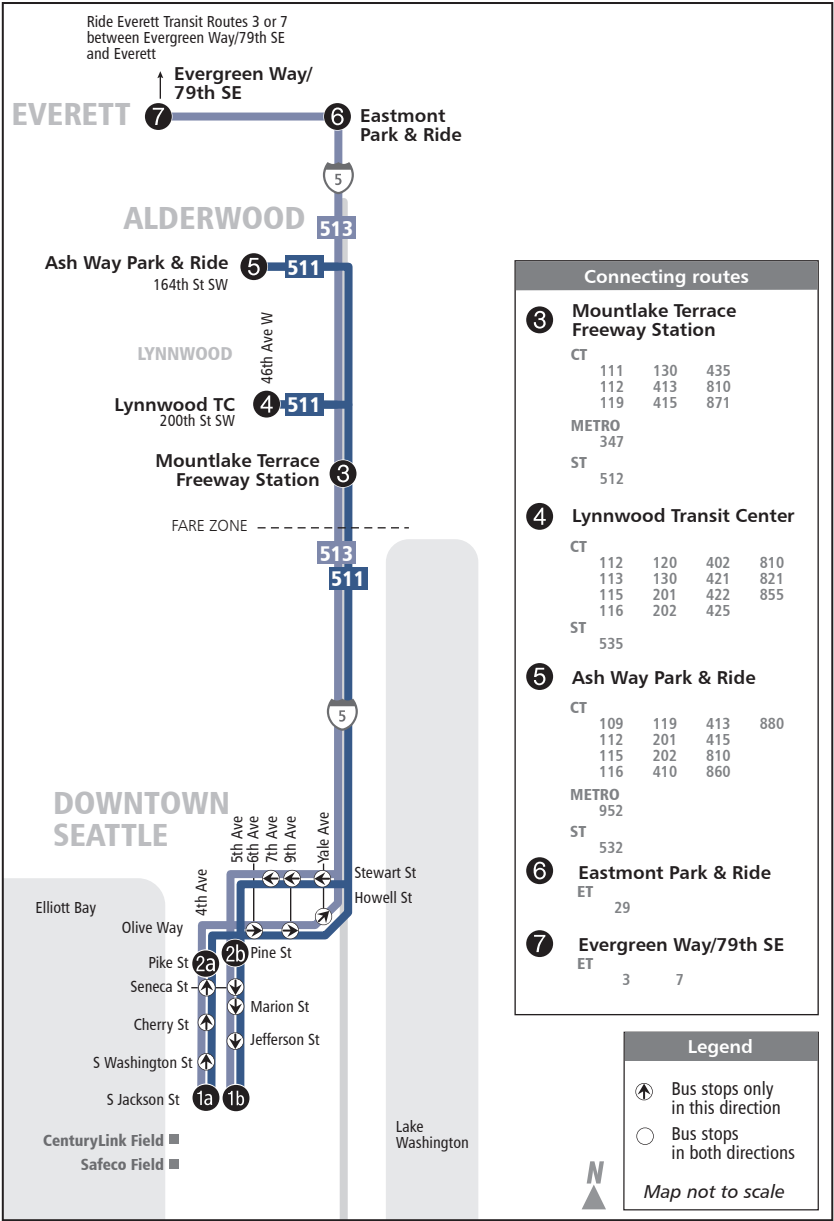 Ride Everett Transit Routes 3 or 7
between Evergreen Way/79th SE
and Everett
Evergreen Way/
79th SE
EVERETT
7
6
Eastmont
Park & Ride
5
ALDERWOOD
513
Ash Way Park & Ride
5
511
164th St SW
46th Ave W
LYNNWOOD
Lynnwood TC
4
511
200th St SW
Mountlake Terrace
Freeway Station
3
FARE ZONE
513
511
5
DOWNTOWN
SEATTLE
4th Ave
5th Ave
6th Ave
7th Ave
9th Ave
Yale Ave
Stewart St
Howell St
Elliott Bay
Olive Way
Pike St
2a
2b
Pine St
Seneca St
Marion St
Cherry St
Jefferson St
S Washington St
S Jackson St
1a
1b
CenturyLink Field
Safeco Field
Lake
Washington
N
Connecting routes
3 Mountlake Terrace
Freeway Station
CT
111 130 435
112 413 810
119 415 871
METRO
347
ST
512
4 Lynnwood Transit Center
CT
112 120 402 810
113 130 421 821
115 201 422 855
116 202 425
ST
535
5 Ash Way Park & Ride
CT
109 119 413 880
112 201 415
115 202 810
116 410 860
METRO
952
ST
532
6 Eastmont Park & Ride
ET
29
7 Evergreen Way/79th SE
ET
3 7
Legend
Bus stops only
in this direction
Bus stops
in both directions
Map not to scale